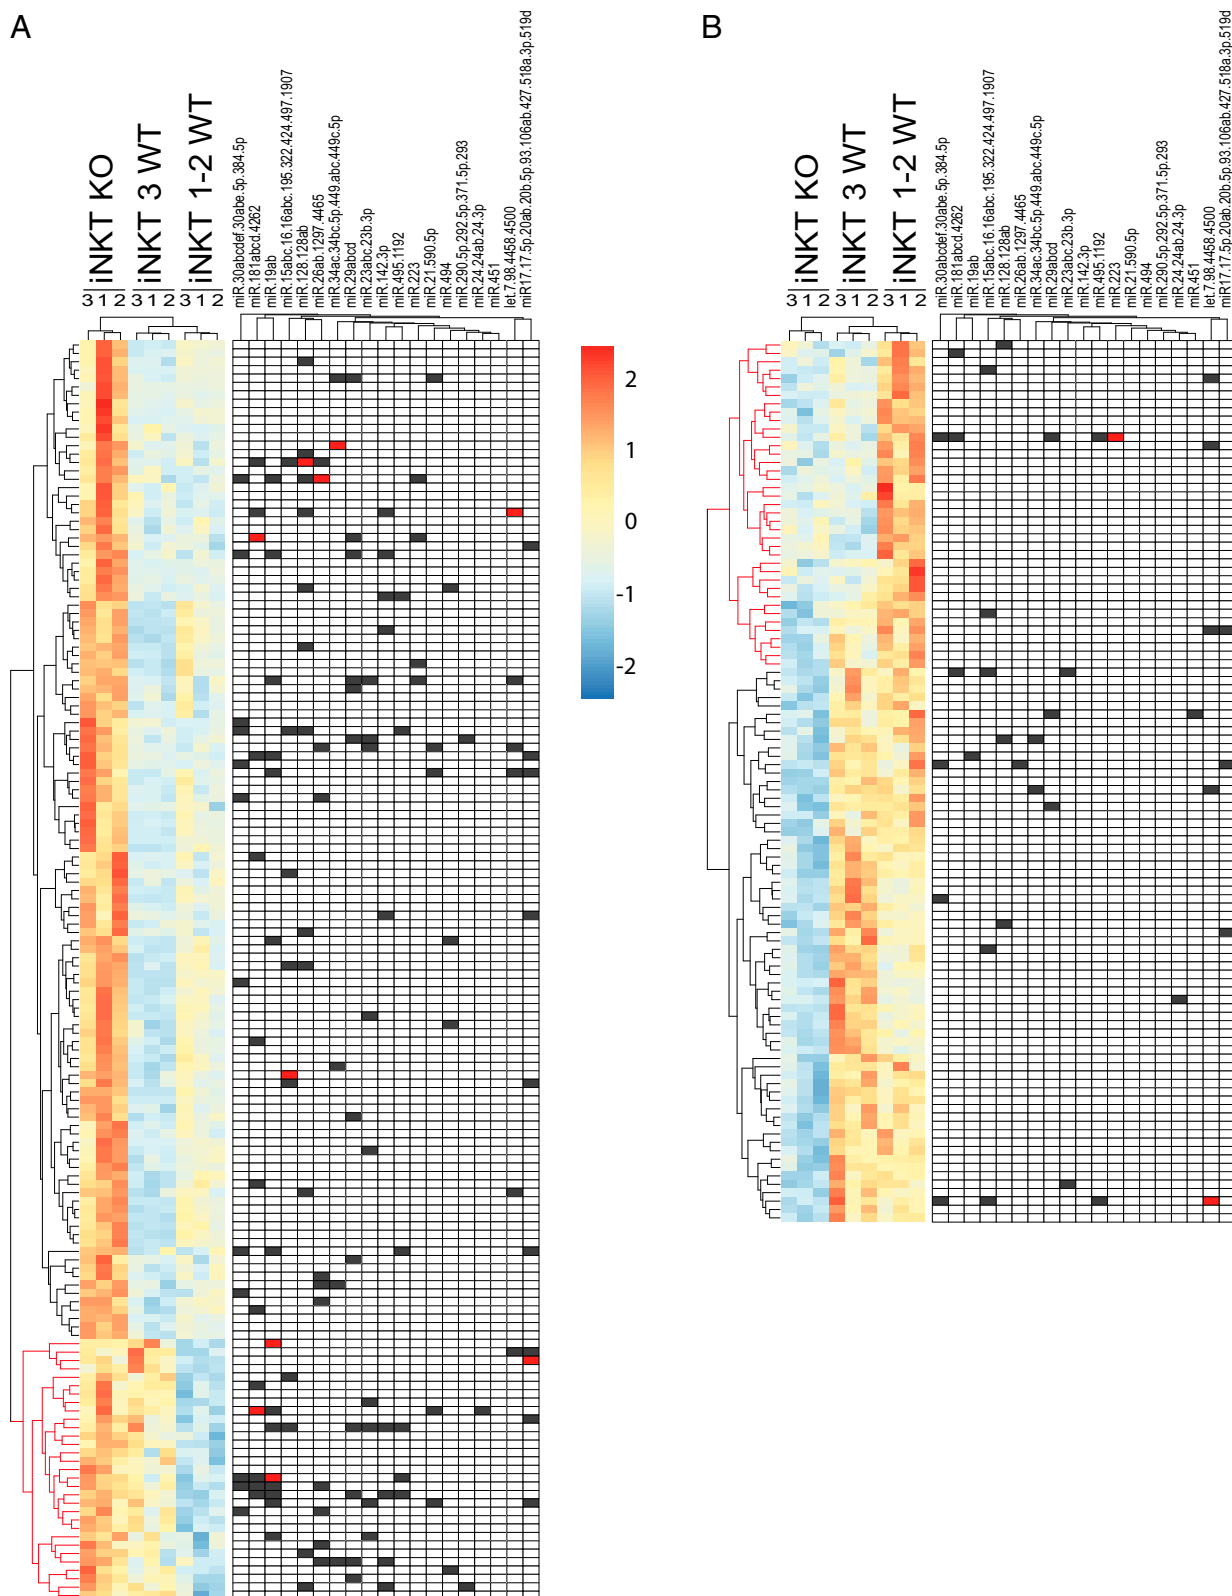 A
iNKT KO
iNKT 3 WT
iNKT 1-2 WT
3 1 2 3 1 2 3 1 2
miR.30abcdef.30abe.5p.384.5p
miR.181abcd.4262
miR.19ab
miR.15abc.16.16abc.195.322.424.497.1907
miR.128.128ab
miR.26ab.1297.4465
miR.34ac.34bc.5p.449.abc.449c.5p
miR.29abcd
miR.23abc.23b.3p
miR.142.3p
miR.495.1192
miR.223
miR.21.590.5p
miR.494
miR.290.5p.292.5p.371.5p.293
miR.24.24ab.24.3p
miR.451
let.7.98.4458.4500
miR17.17.5p.20ab.20b.5p.93.106ab.427.518a.3p.519d
2
1
0
-1
-2
B
iNKT KO
iNKT 3 WT
iNKT 1-2 WT
3 1 2 3 1 2 3 1 2
miR.30abcdef.30abe.5p.384.5p
miR.181abcd.4262
miR.19ab
miR.15abc.16.16abc.195.322.424.497.1907
miR.128.128ab
miR.26ab.1297.4465
miR.34ac.34bc.5p.449.abc.449c.5p
miR.29abcd
miR.23abc.23b.3p
miR.142.3p
miR.495.1192
miR.223
miR.21.590.5p
miR.494
miR.290.5p.292.5p.371.5p.293
miR.24.24ab.24.3p
miR.451
let.7.98.4458.4500
miR17.17.5p.20ab.20b.5p.93.106ab.427.518a.3p.519d